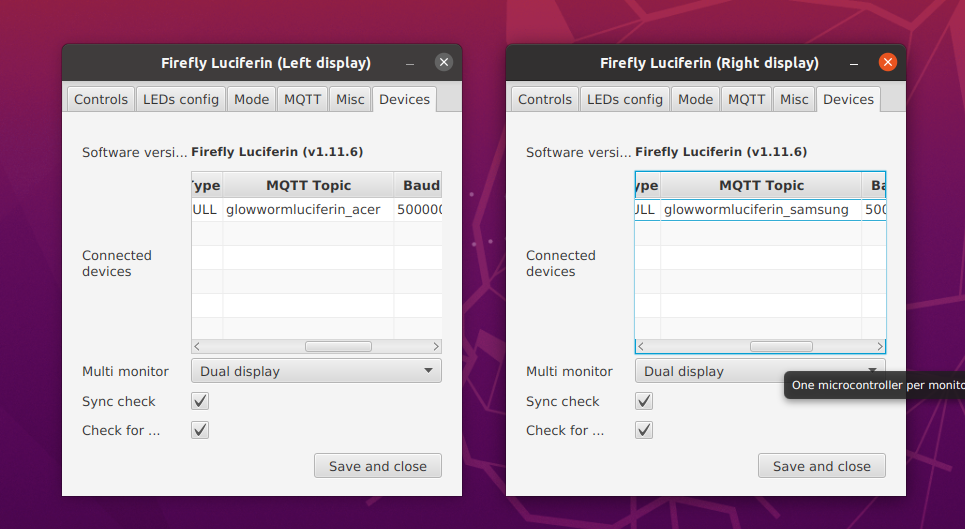 Firefly Luciferin (Left display)
Controls
LEDs config
Mode
MQTT
Misc
Devices
Software versi... Firefly Luciferin (v1.11.6)
Type
MQTT Topic
Baud
ULL
glowwormluciferin_acer
500000
Connected
devices
Multi monitor
Dual display
Sync check
Check for ...
Save and close
Firefly Luciferin (Right display)
Controls
LEDs config
Mode
MQTT
Misc
Devices
Software versi... Firefly Luciferin (v1.11.6)
ype
MQTT Topic
Ba
ULL
glowwormluciferin_samsung
500
Connected
devices
Multi monitor
Dual display
One microcontroller per monito
Sync check
Check for ...
Save and close